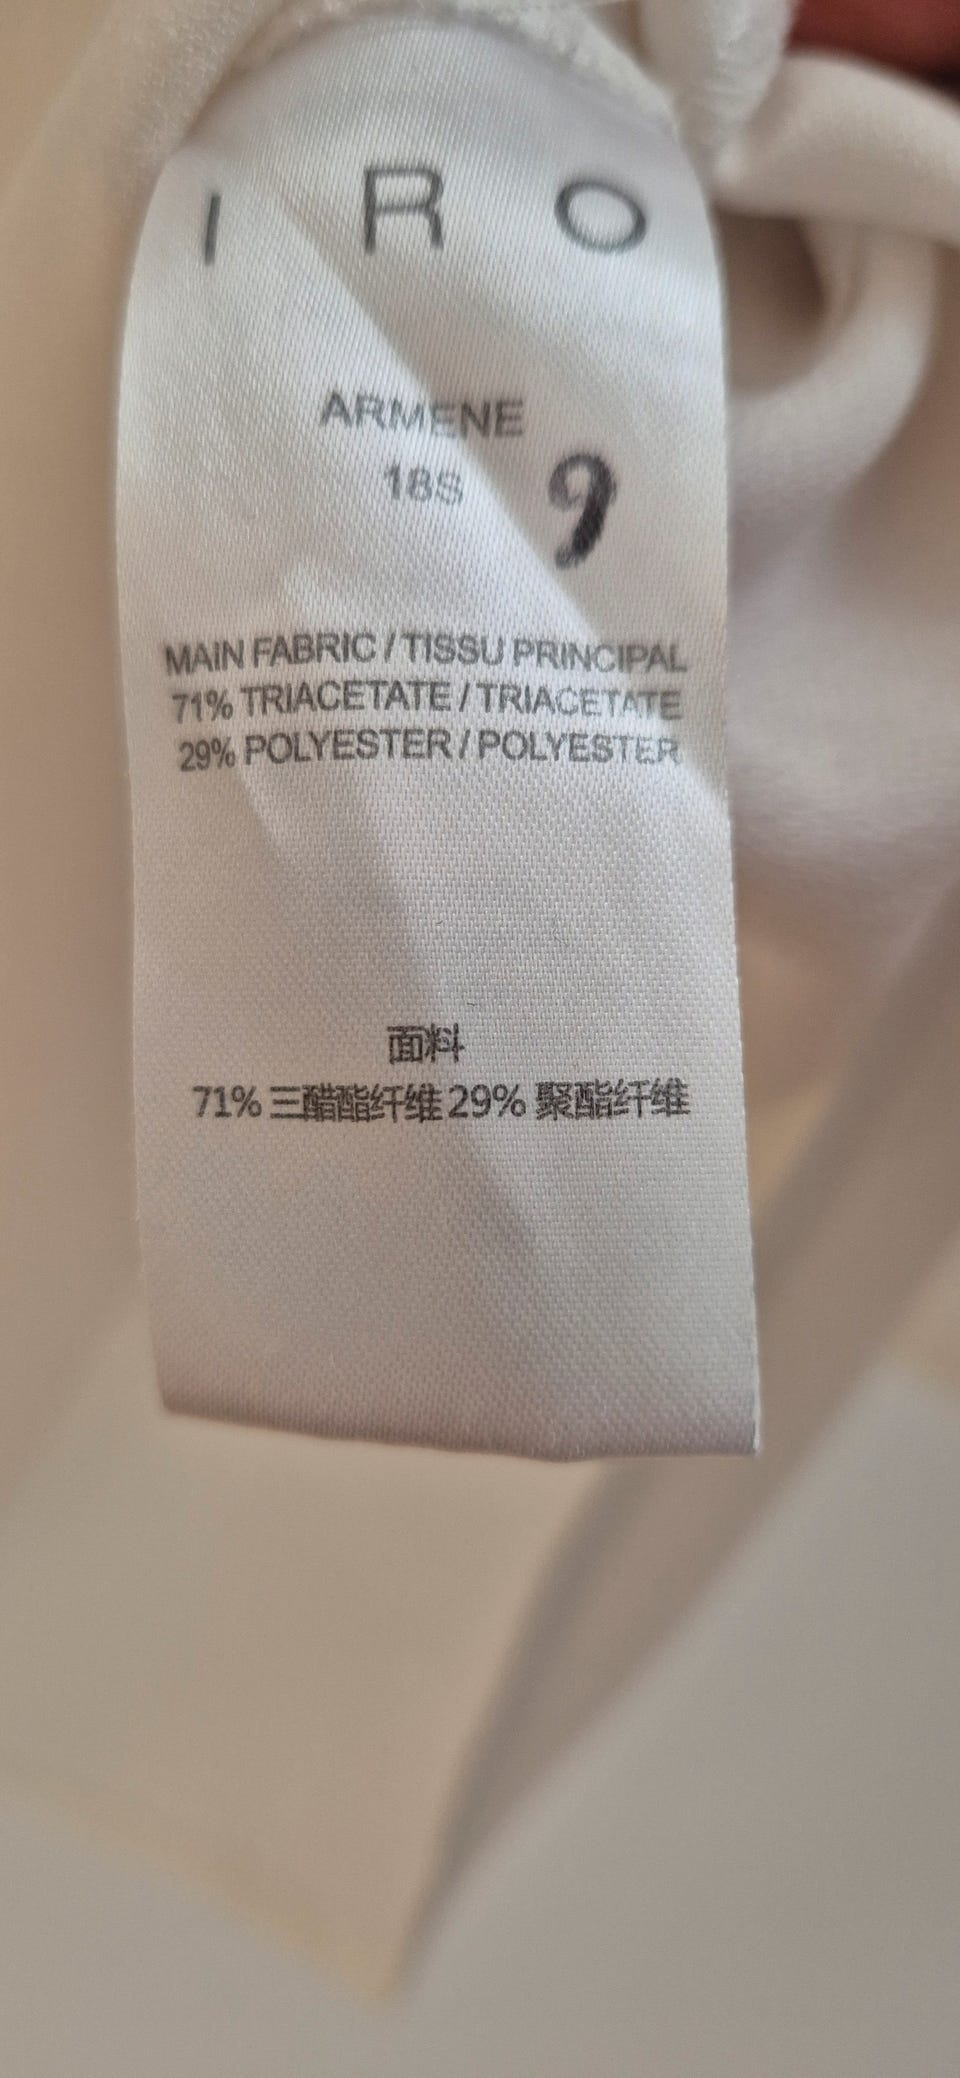 IRO
ARMENE
18S 9
MAIN FABRIC / TISSU PRINCIPAL
71% TRIACETATE / TRIACETATE
29% POLYESTER / POLYESTER
面料
71% 三醋酯纤维 29% 聚酯纤维